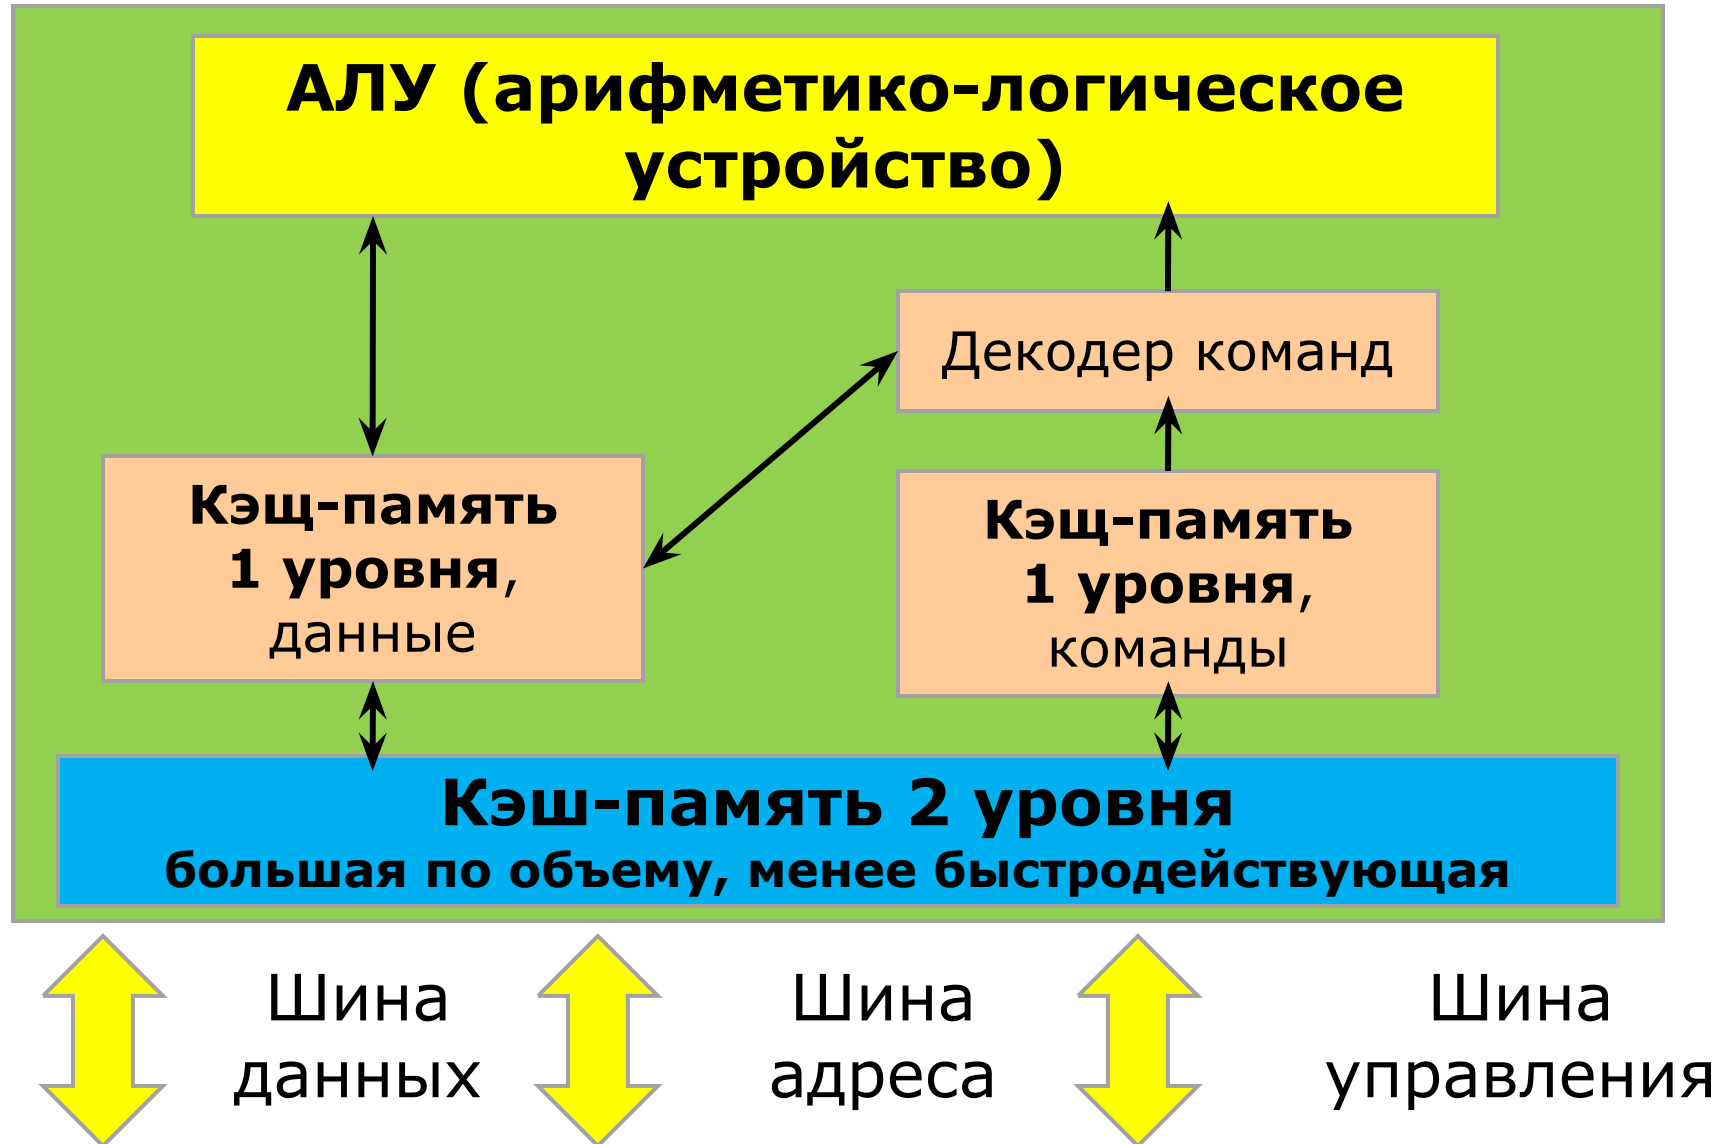 АЛУ (арифметико-логическое
устройство)
Декодер команд
Кэщ-память
1 уровня,
данные
Кэщ-память
1 уровня,
команды
Кэш-память 2 уровня
большая по объему, менее быстродействующая
Шина
данных
Шина
адреса
Шина
управления